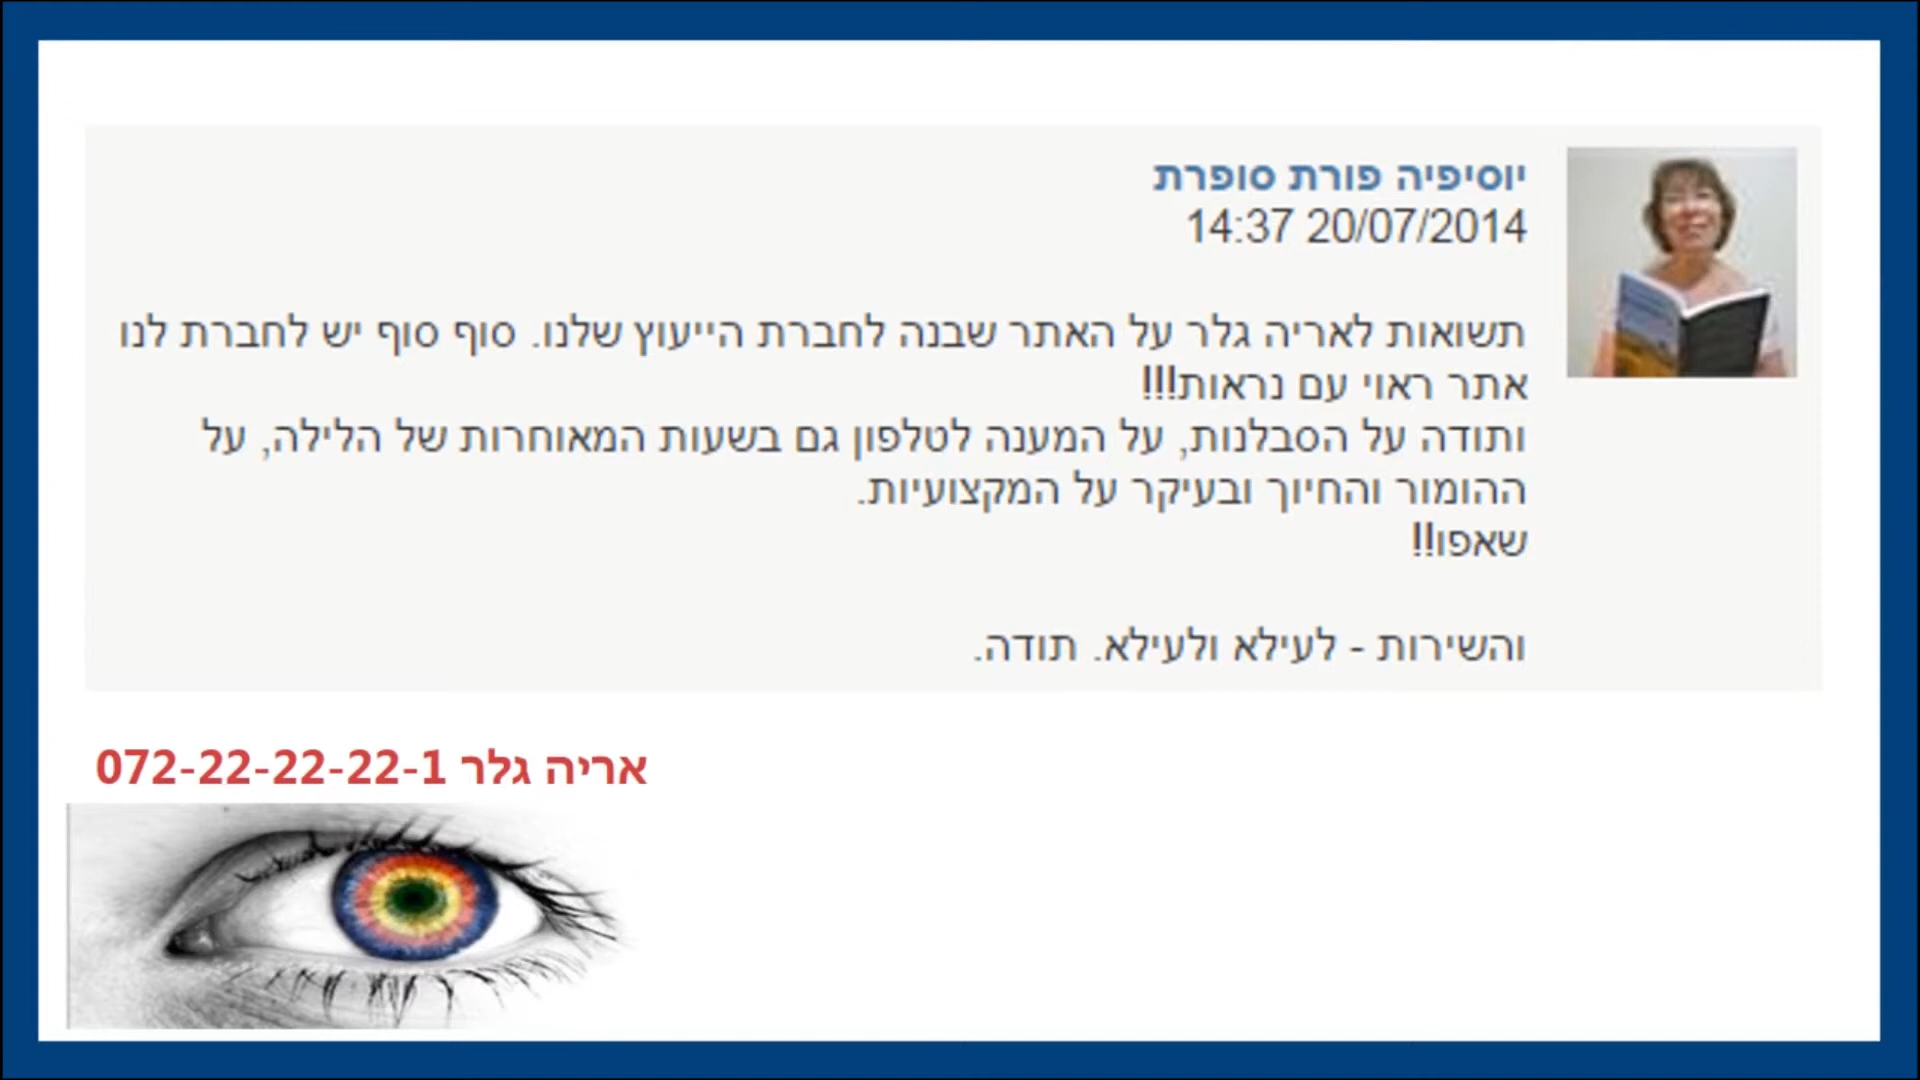 יוסיפיה פורת סופרת
14:37 20/07/2014
תשואות לאריה גלר על האתר שבנה לחברת הייעוץ שלנו. סוף סוף יש לחברת לנו
אתר ראוי עם נראות!!!
ותודה על הסבלנות, על המענה לטלפון גם בשעות המאוחרות של הלילה, על
ההומור והחיוך ובעיקר על המקצועיות.
שאפו!!
והשירות - לעילא ולעילא. תודה.
אריה גלר 072-22-22-22-1